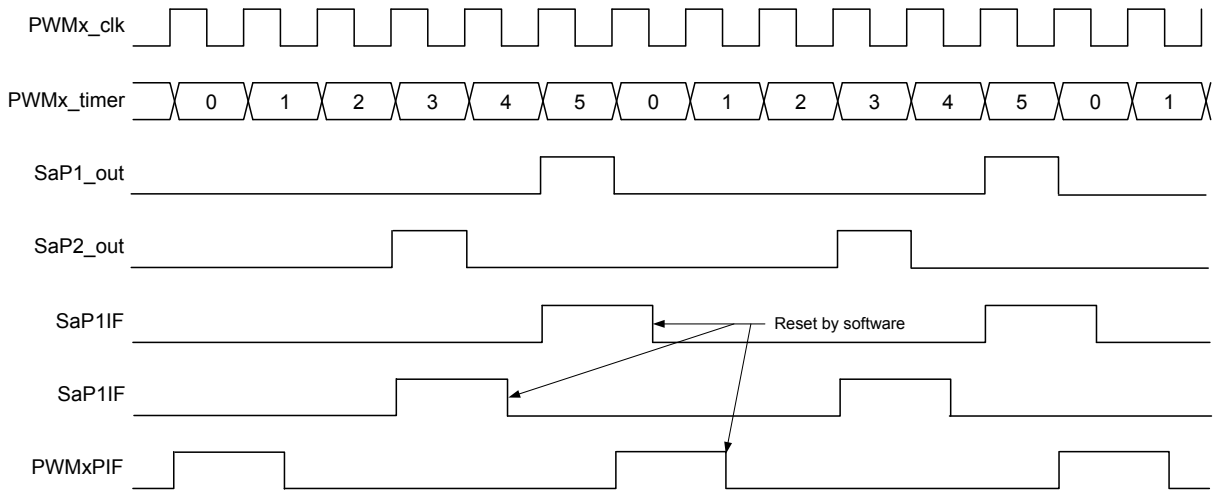 PWMx_clk
PWMx_timer 0 1 2 3 4 5 0 1 2 3 4 5 0 1
SaP1_out
SaP2_out
SaP1IF
Reset by software
SaP1IF
PWMxPIF